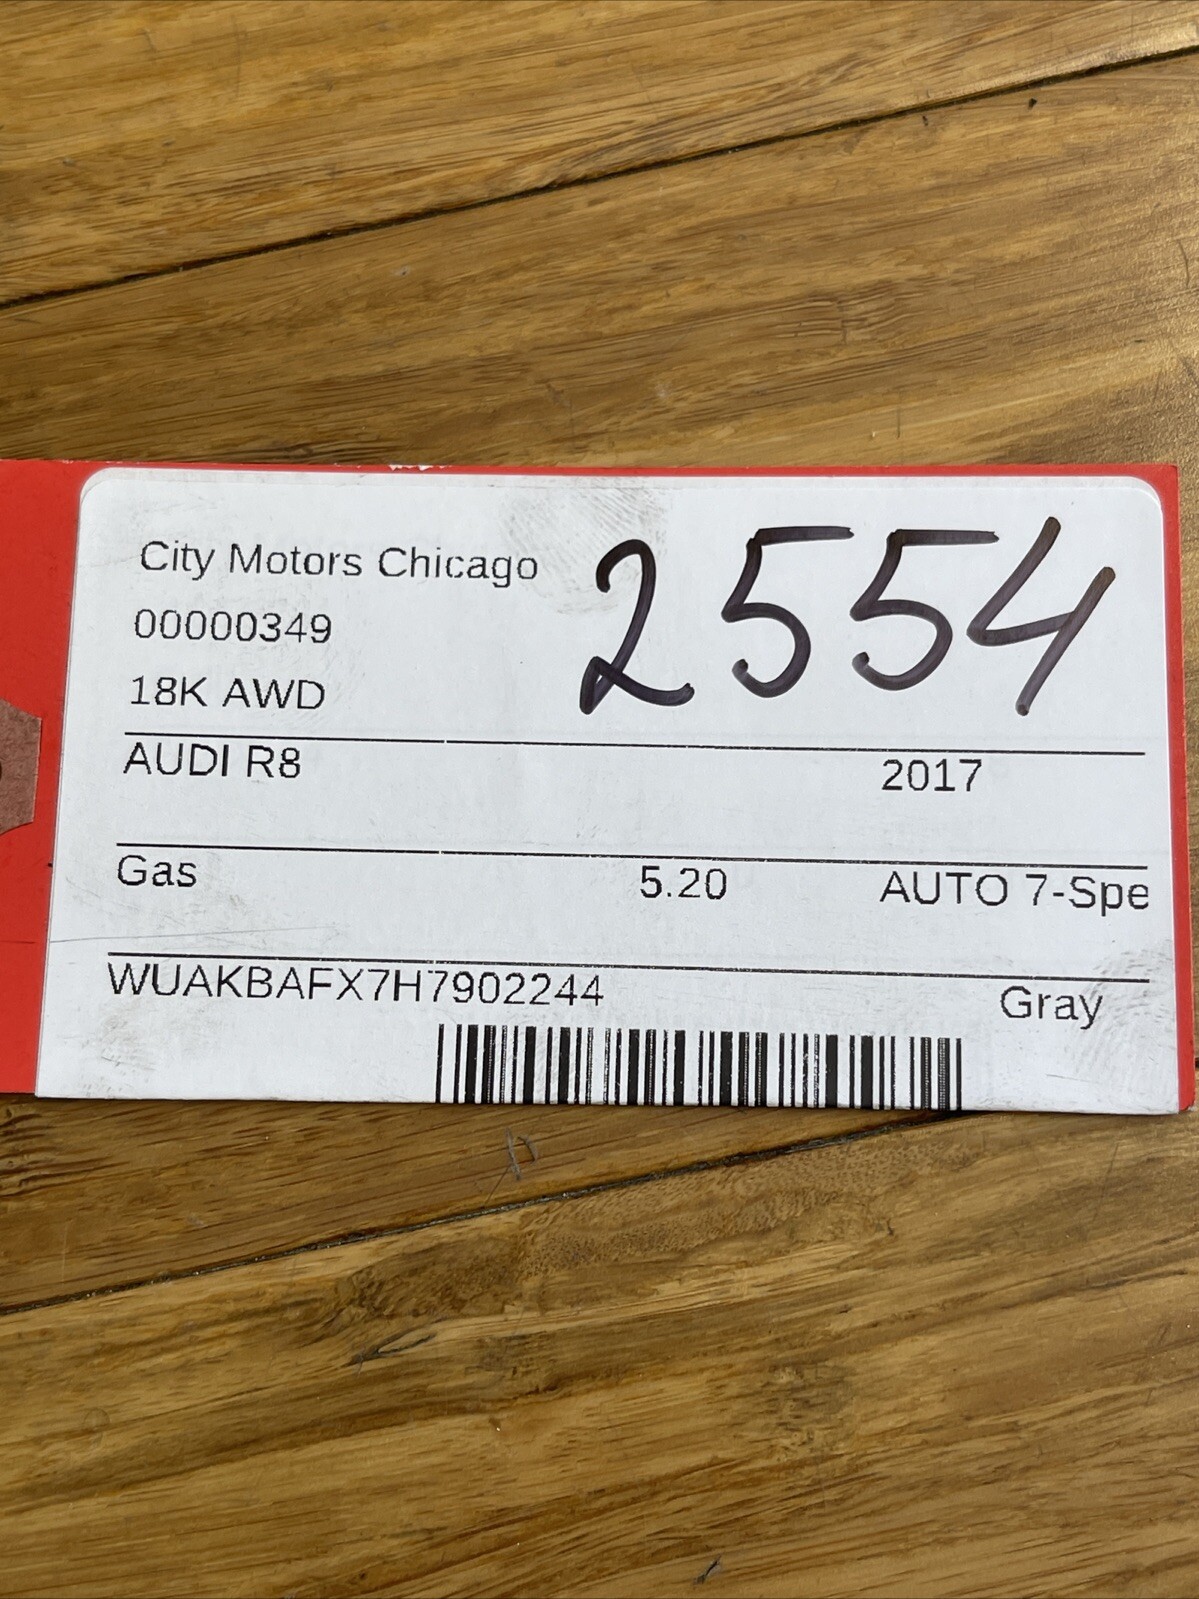 City Motors Chicago
2554
00000349
18K AWD
AUDI R8 2017
Gas 5.20 AUTO 7-Spe
WUAKBAFX7H7902244 Gray